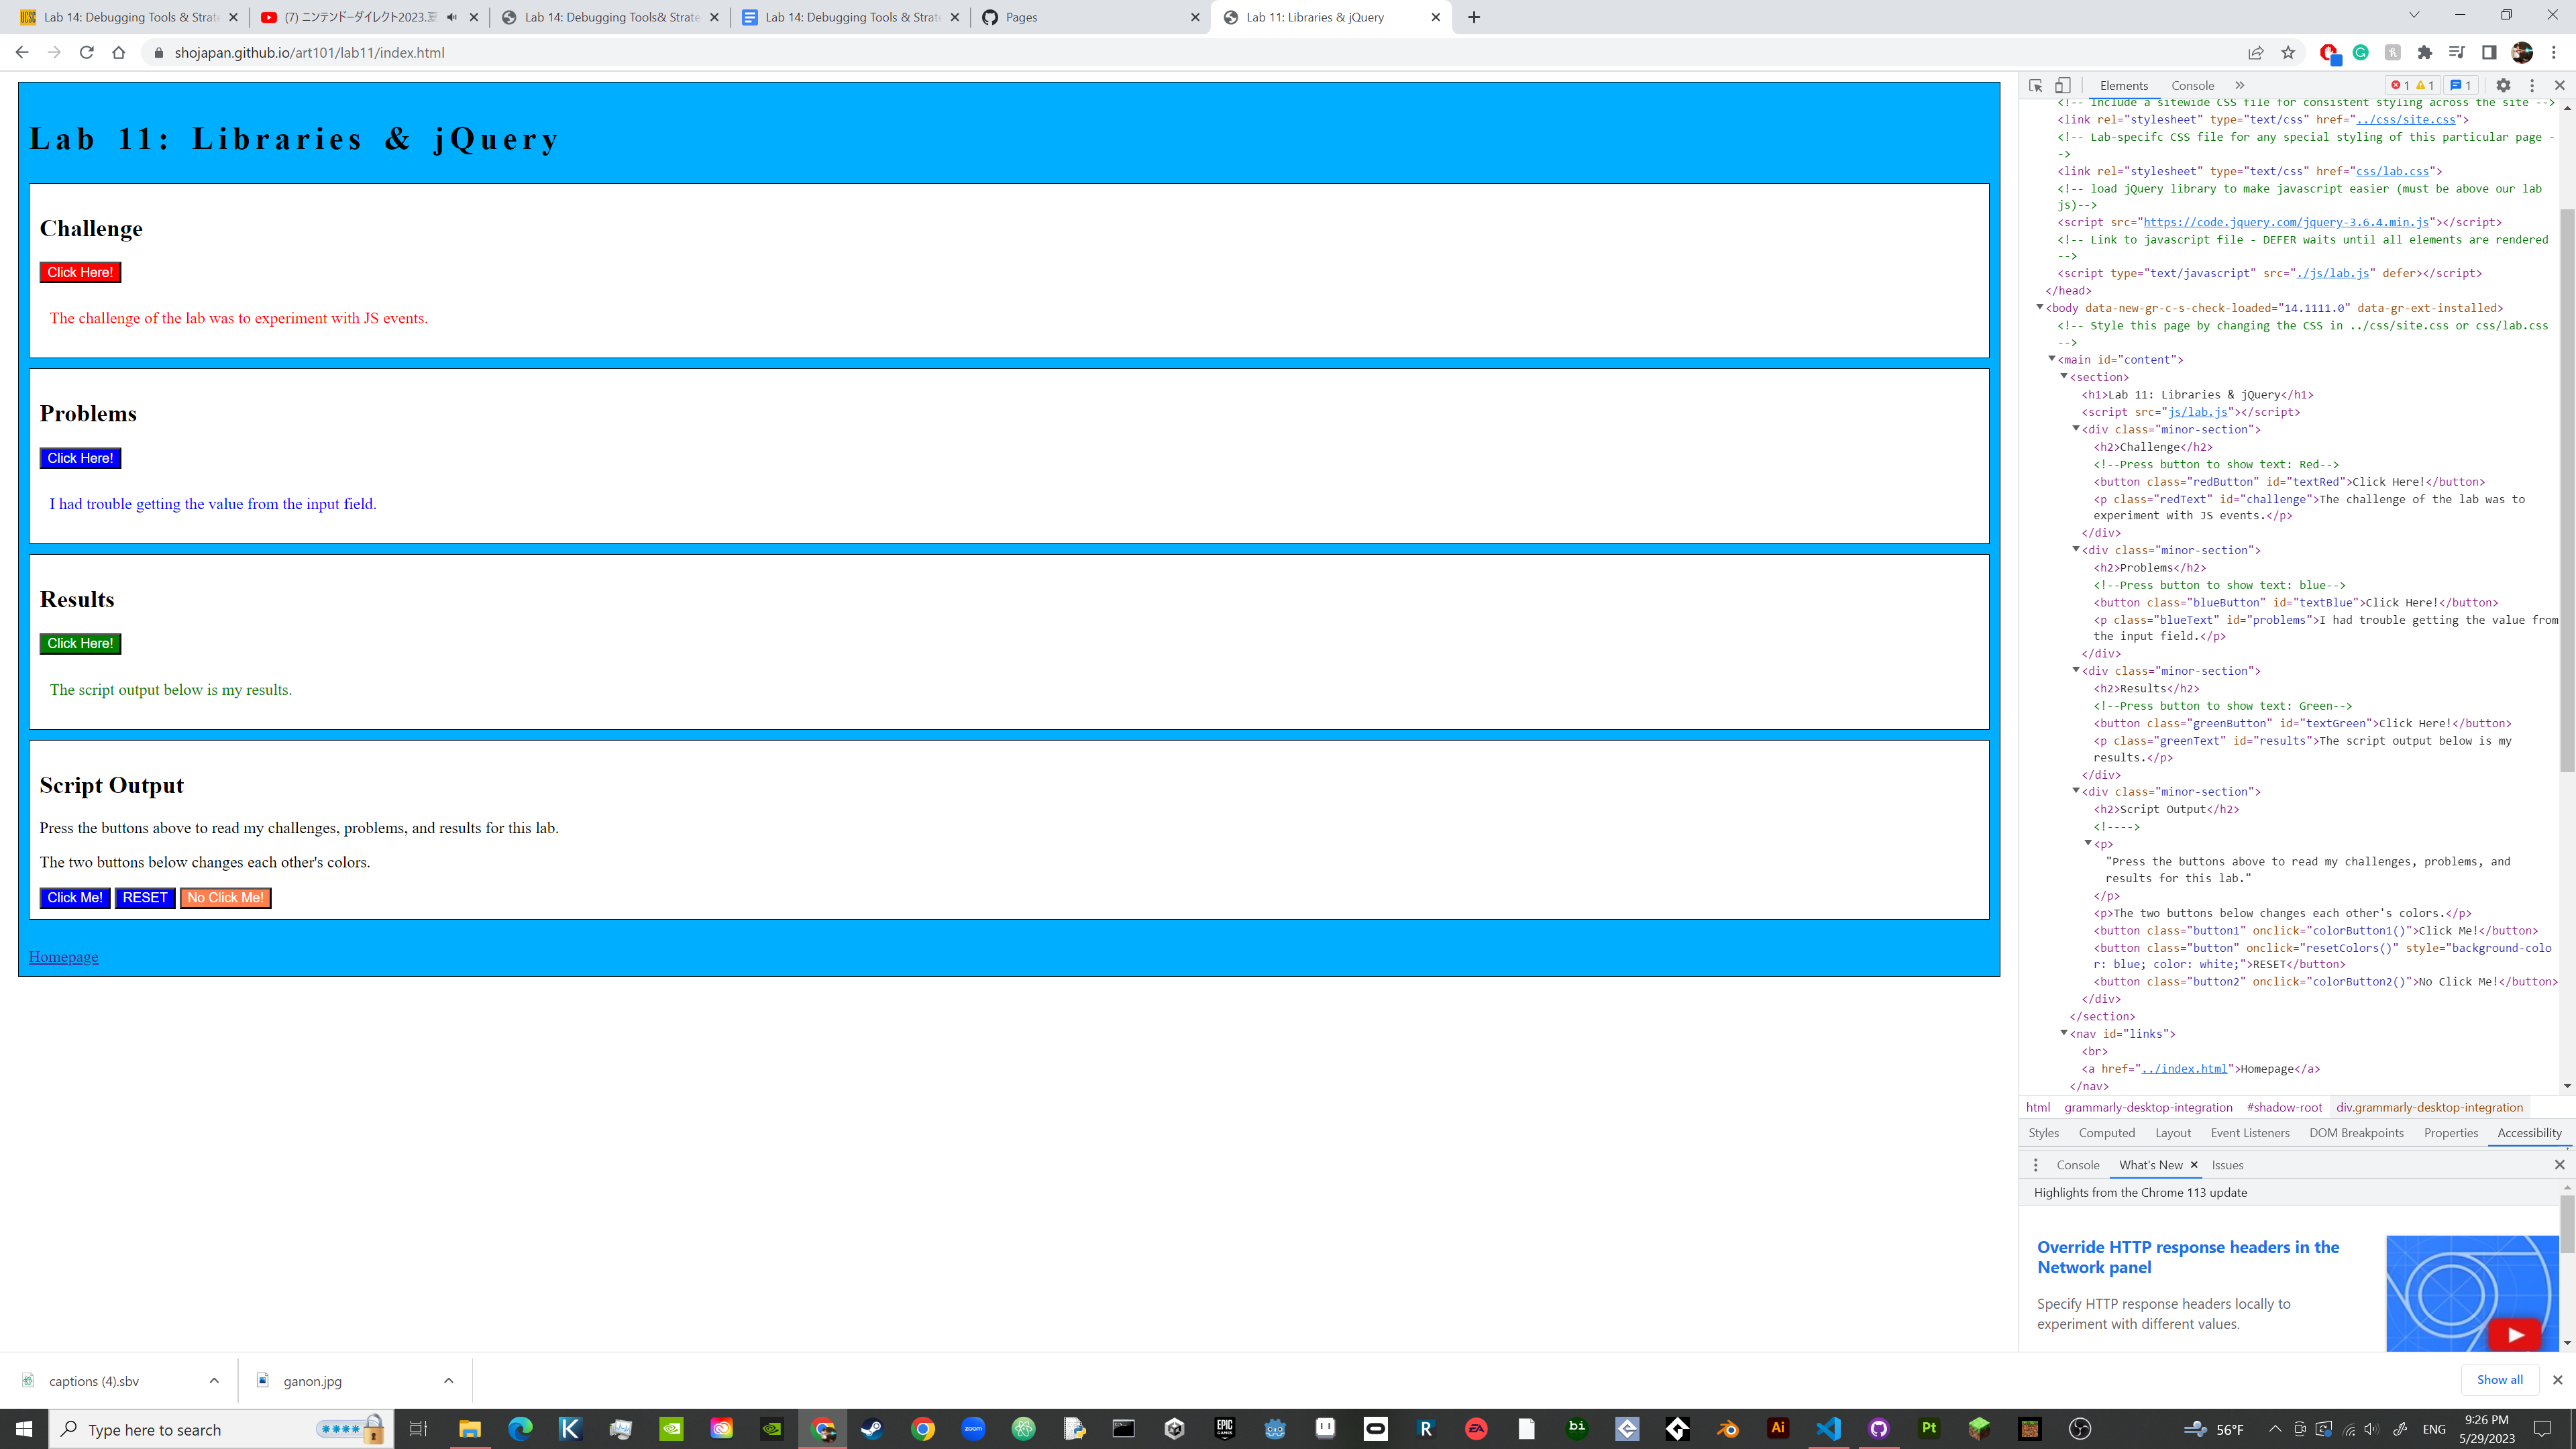 Lab 14: Debugging Tools & Strate
(7) ニンテンドーダイレクト2023.夏
Lab 14: Debugging Tools& Strate
Lab 14: Debugging Tools & Strate
Pages
Lab 11: Libraries & jQuery
shojapan.github.io/art101/lab11/index.html
Lab 11: Libraries & jQuery
Challenge
Click Here!
The challenge of the lab was to experiment with JS events.
Problems
Click Here!
I had trouble getting the value from the input field.
Results
Click Here!
The script output below is my results.
Script Output
Press the buttons above to read my challenges, problems, and results for this lab.
The two buttons below changes each other's colors.
Click Me! RESET No Click Me!
Homepage
Elements Console 1 1 1
<!-- Include a sitewide CSS file for consistent styling across the site -->
<link rel="stylesheet" type="text/css" href="../css/site.css">
<!-- Lab-specifc CSS file for any special styling of this particular page -
->
<link rel="stylesheet" type="text/css" href="css/lab.css">
<!-- load jQuery library to make javascript easier (must be above our lab
js)-->
<script src="https://code.jquery.com/jquery-3.6.4.min.js"></script>
<!-- Link to javascript file - DEFER waits until all elements are rendered
-->
<script type="text/javascript" src="./js/lab.js" defer></script>
</head>
<body data-new-gr-c-s-check-loaded="14.1111.0" data-gr-ext-installed>
<!-- Style this page by changing the CSS in ../css/site.css or css/lab.css
-->
<main id="content">
<section>
<h1>Lab 11: Libraries & jQuery</h1>
<script src="js/lab.js"></script>
<div class="minor-section">
<h2>Challenge</h2>
<!--Press button to show text: Red-->
<button class="redButton" id="textRed">Click Here!</button>
<p class="redText" id="challenge">The challenge of the lab was to
experiment with JS events.</p>
</div>
<div class="minor-section">
<h2>Problems</h2>
<!--Press button to show text: blue-->
<button class="blueButton" id="textBlue">Click Here!</button>
<p class="blueText" id="problems">I had trouble getting the value from
the input field.</p>
</div>
<div class="minor-section">
<h2>Results</h2>
<!--Press button to show text: Green-->
<button class="greenButton" id="textGreen">Click Here!</button>
<p class="greenText" id="results">The script output below is my
results.</p>
</div>
<div class="minor-section">
<h2>Script Output</h2>
<!---->
<p>
"Press the buttons above to read my challenges, problems, and
results for this lab."
</p>
<p>The two buttons below changes each other's colors.</p>
<button class="button1" onclick="colorButton1()">Click Me!</button>
<button class="button" onclick="resetColors()" style="background-colo
r: blue; color: white;">RESET</button>
<button class="button2" onclick="colorButton2()">No Click Me!</button>
</div>
</section>
<nav id="links">
<br>
<a href="../index.html">Homepage</a>
</nav>
html grammarly-desktop-integration #shadow-root div.grammarly-desktop-integration
Styles Computed Layout Event Listeners DOM Breakpoints Properties Accessibility
Console What's New Issues
Highlights from the Chrome 113 update
Override HTTP response headers in the
Network panel
Specify HTTP response headers locally to
experiment with different values.
captions (4).sbv
ganon.jpg
Show all
Type here to search
zoom
EPIC GAMES
R
EA
bi
Ai
Pt
56°F
ENG
9:26 PM
5/29/2023